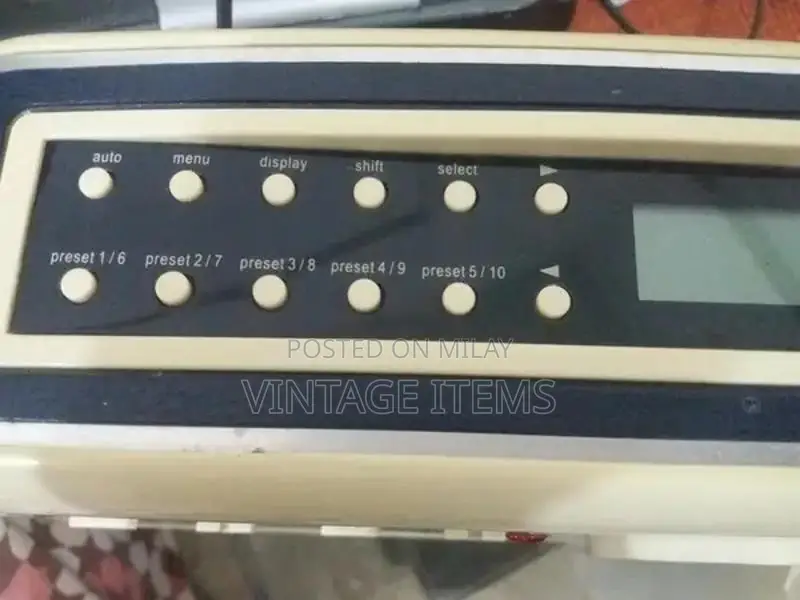 auto menu display shift select ►
preset 1/6 preset 2/7 preset 3/8 preset 4/9 preset 5/10 ◄
POSTED ON MILAY
VINTAGE ITEMS